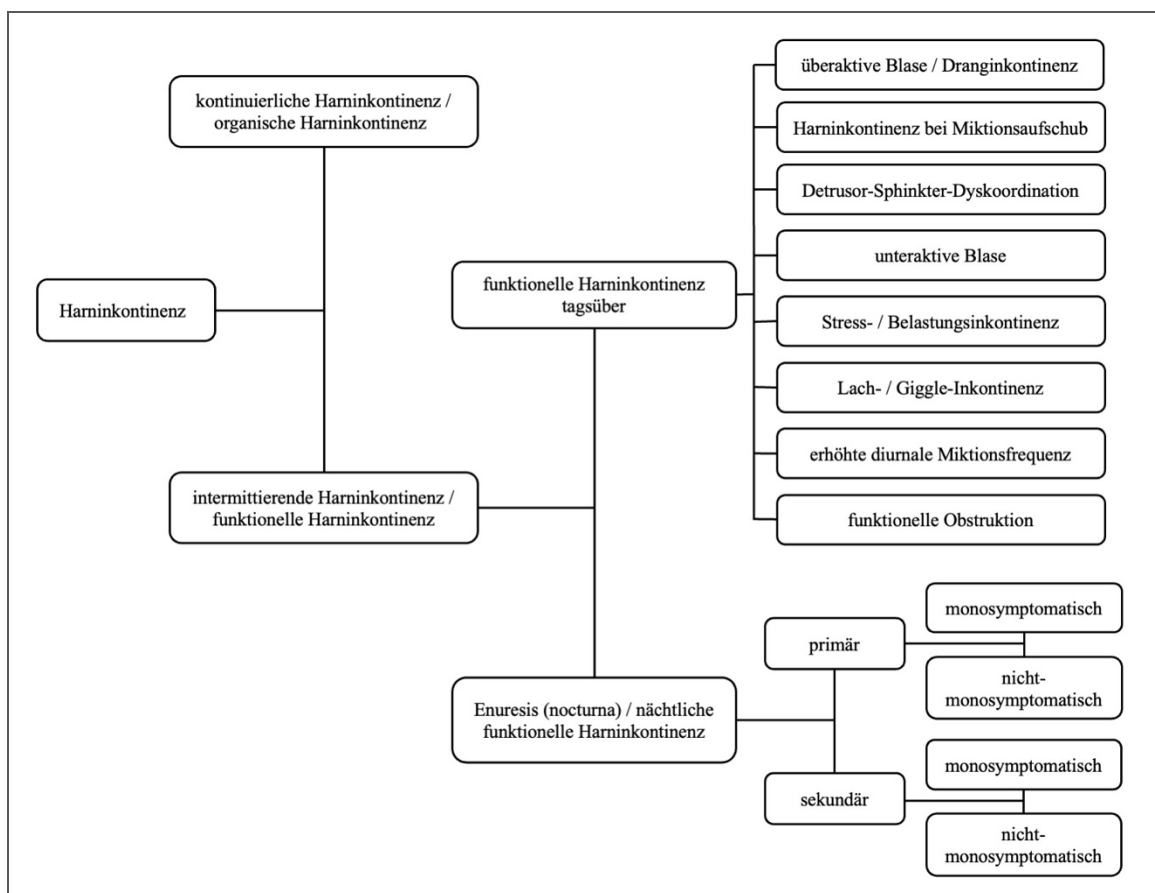 Harninkontinenz
kontinuierliche Harninkontinenz /
organische Harninkontinenz
intermittierende Harninkontinenz /
funktionelle Harninkontinenz
funktionelle Harninkontinenz
tagsüber
überaktive Blase / Dranginkontinenz
Harninkontinenz bei Miktionsaufschub
Detrusor-Sphinkter-Dyskoordination
unteraktive Blase
Stress- / Belastungsinkontinenz
Lach- / Giggle-Inkontinenz
erhöhte diurnale Miktionsfrequenz
funktionelle Obstruktion
Enuresis (nocturna) / nächtliche
funktionelle Harninkontinenz
primär
monosymptomatisch
nicht-
monosymptomatisch
sekundär
monosymptomatisch
nicht-
monosymptomatisch